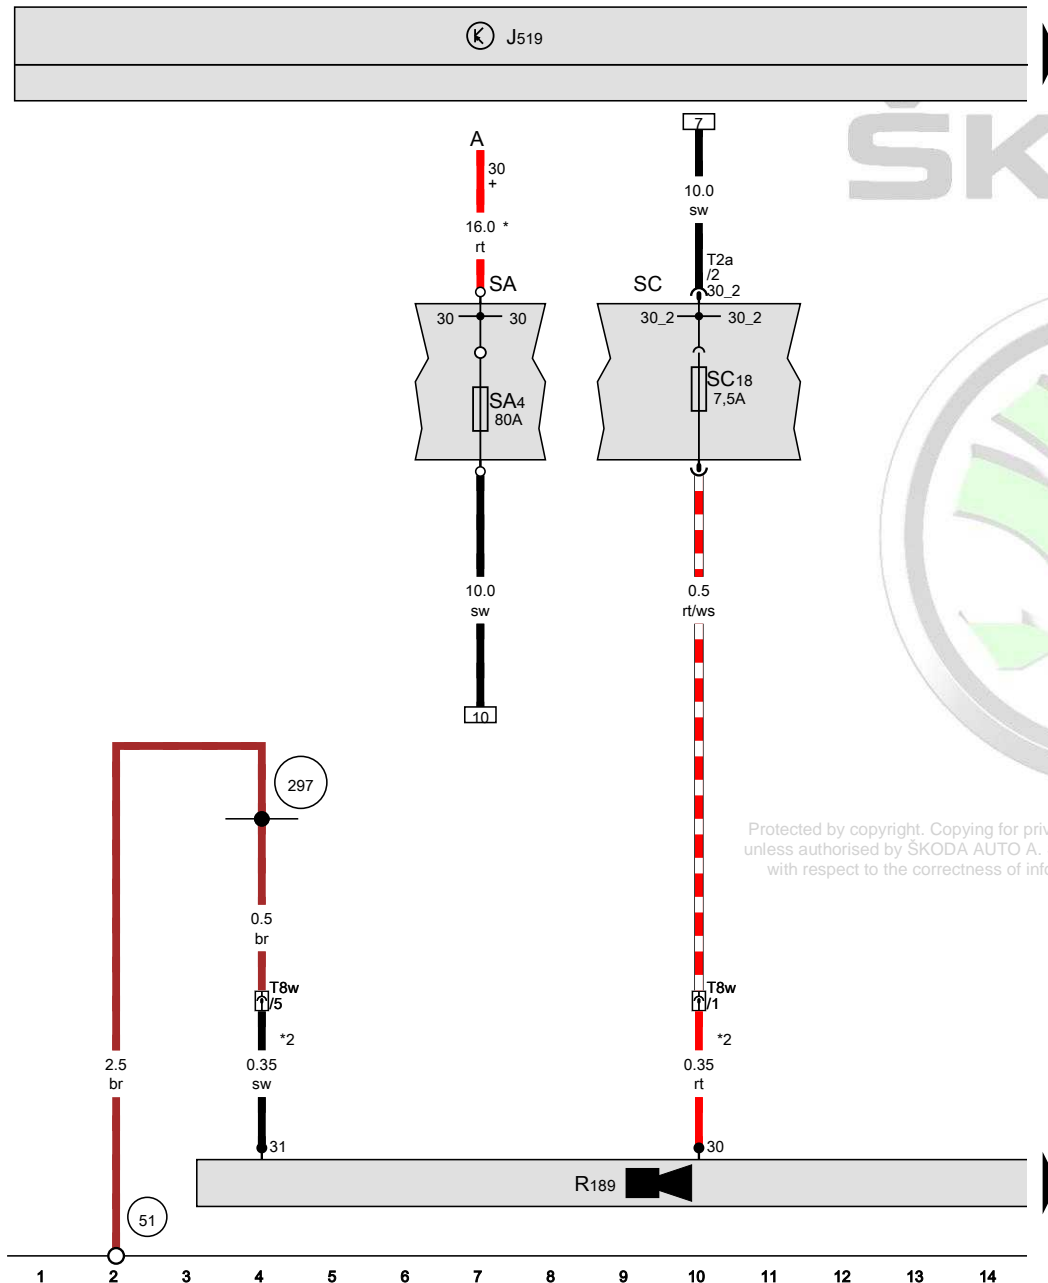 J519
A
30
+
16.0 *
rt
SA
30 30
SA4
80A
10.0
sw
10
7
10.0
sw
T2a
/2
30_2
SC
30_2 30_2
SC18
7,5A
0.5
rt/ws
297
0.5
br
T8w
/5
*2
0.35
sw
31
2.5
br
51
T8w
/1
*2
0.35
rt
30
R189
1 2 3 4 5 6 7 8 9 10 11 12 13 14
ŠK
Protected by copyright. Copying for priv
unless authorised by ŠKODA AUTO A.
with respect to the correctness of info